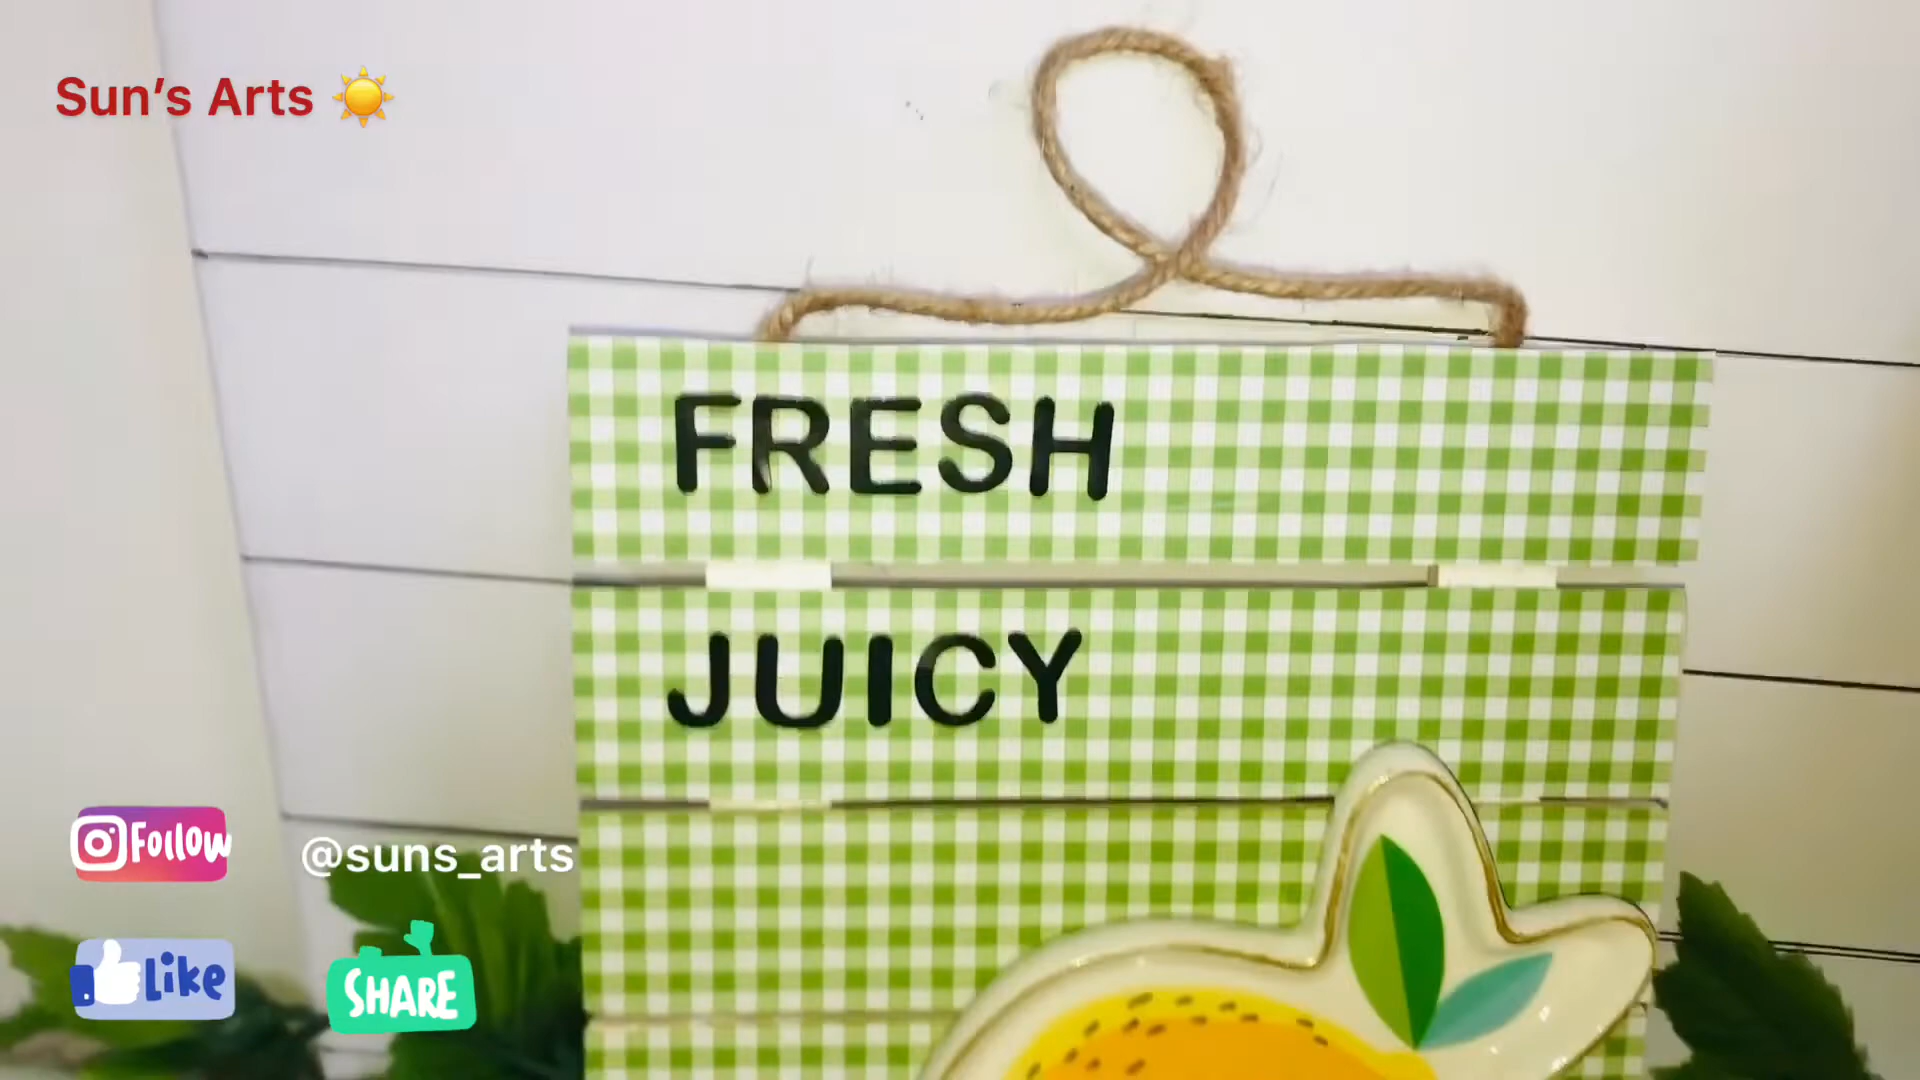 Sun’s Arts ☀️
FRESH
JUICY
Follow
@suns_arts
Like
SHARE